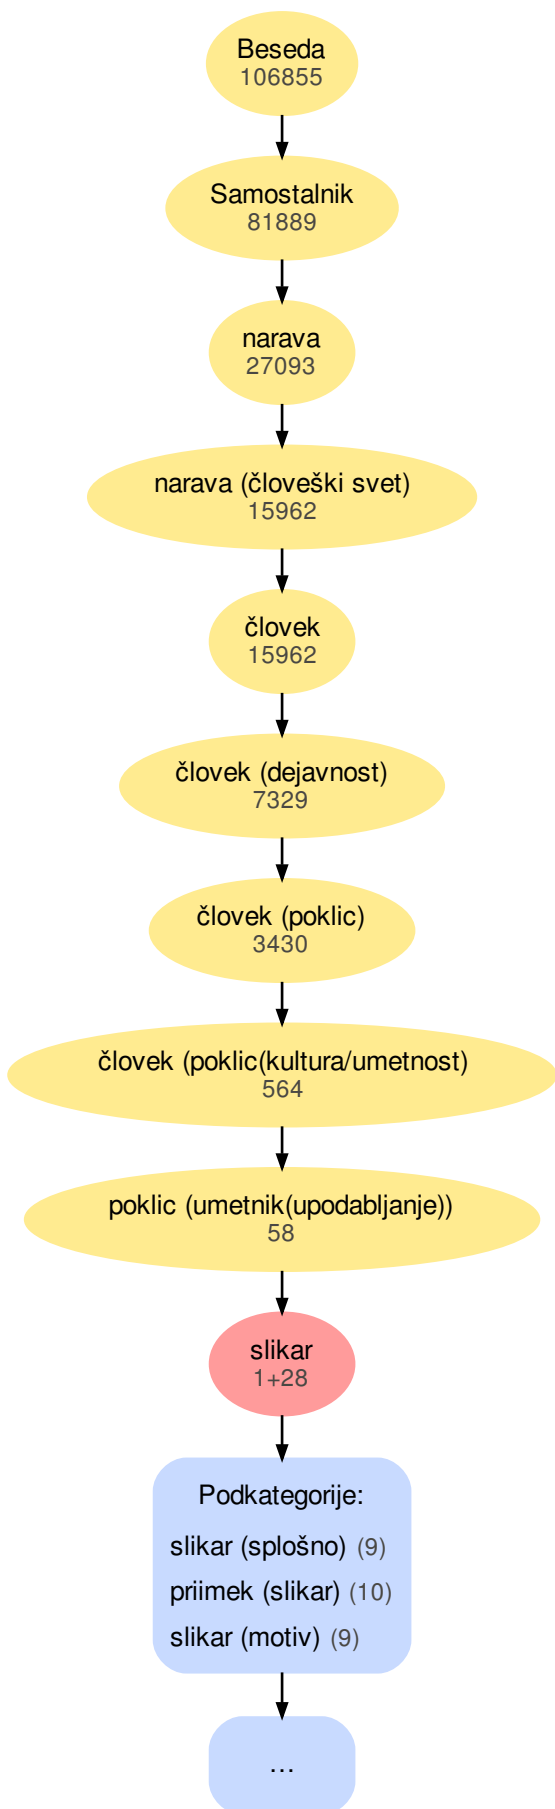 Beseda
106855
Samostalnik
81889
narava
27093
narava (človeški svet)
15962
človek
15962
človek (dejavnost)
7329
človek (poklic)
3430
človek (poklic(kultura/umetnost)
564
poklic (umetnik(upodabljanje))
58
slikar
1+28
Podkategorije:
slikar (splošno) (9)
priimek (slikar) (10)
slikar (motiv) (9)
...